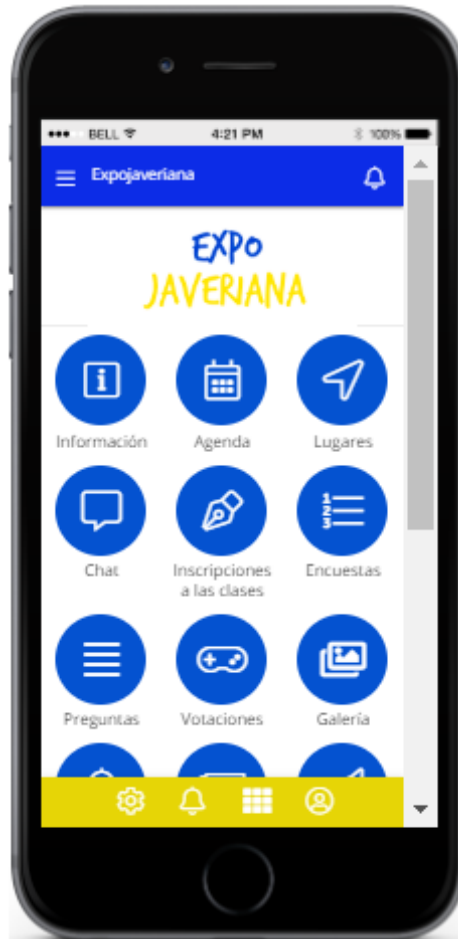 BELL 4:21 PM 100%
Expojaveriana
EXPO
JAVERIANA
Información Agenda Lugares
Chat Inscripciones Encuestas
a las clases
Preguntas Votaciones Galería